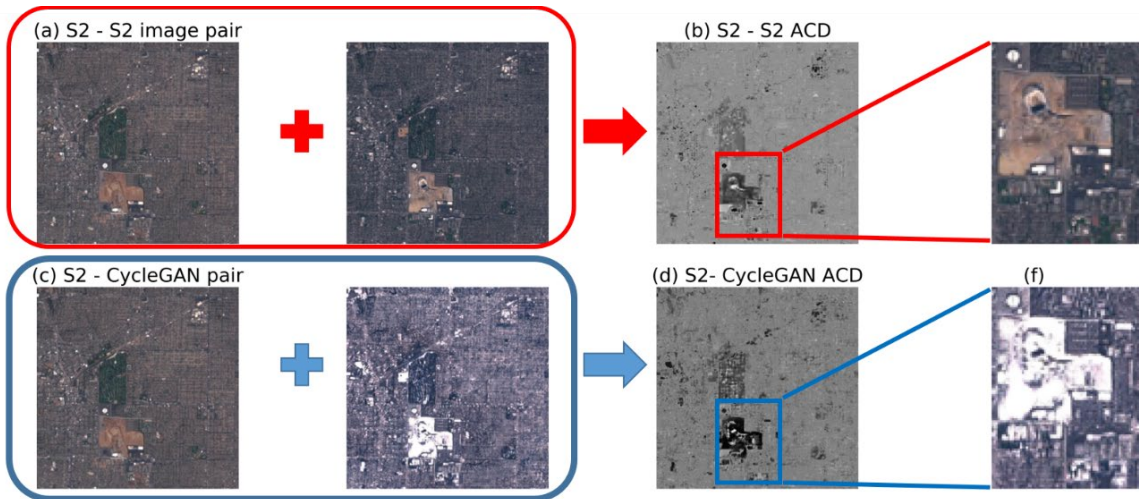 (a) S2 - S2 image pair
(b) S2 - S2 ACD
(c) S2 - CycleGAN pair
(d) S2- CycleGAN ACD
(f)